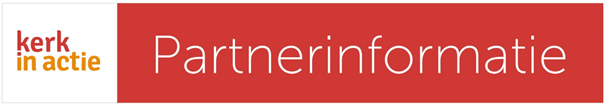 kerk
in actie
Partnerinformatie